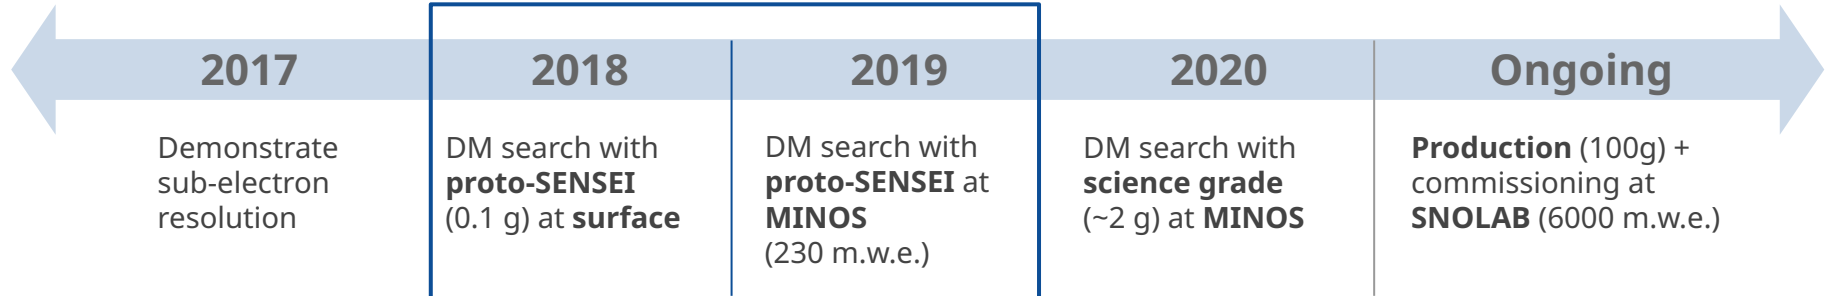 2017
2018
2019
2020
Ongoing
Demonstrate
sub-electron
resolution
DM search with
proto-SENSEI
(0.1 g) at surface
DM search with
proto-SENSEI at
MINOS
(230 m.w.e.)
DM search with
science grade
(~2 g) at MINOS
Production (100g) +
commissioning at
SNOLAB (6000 m.w.e.)